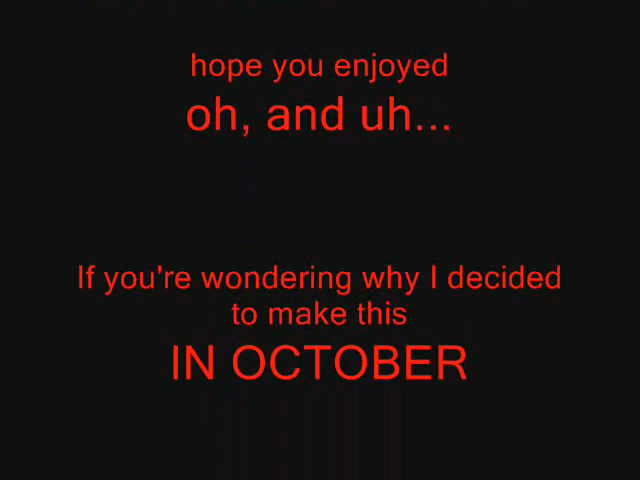 hope you enjoyed
oh, and uh...
If you're wondering why I decided
to make this
IN OCTOBER